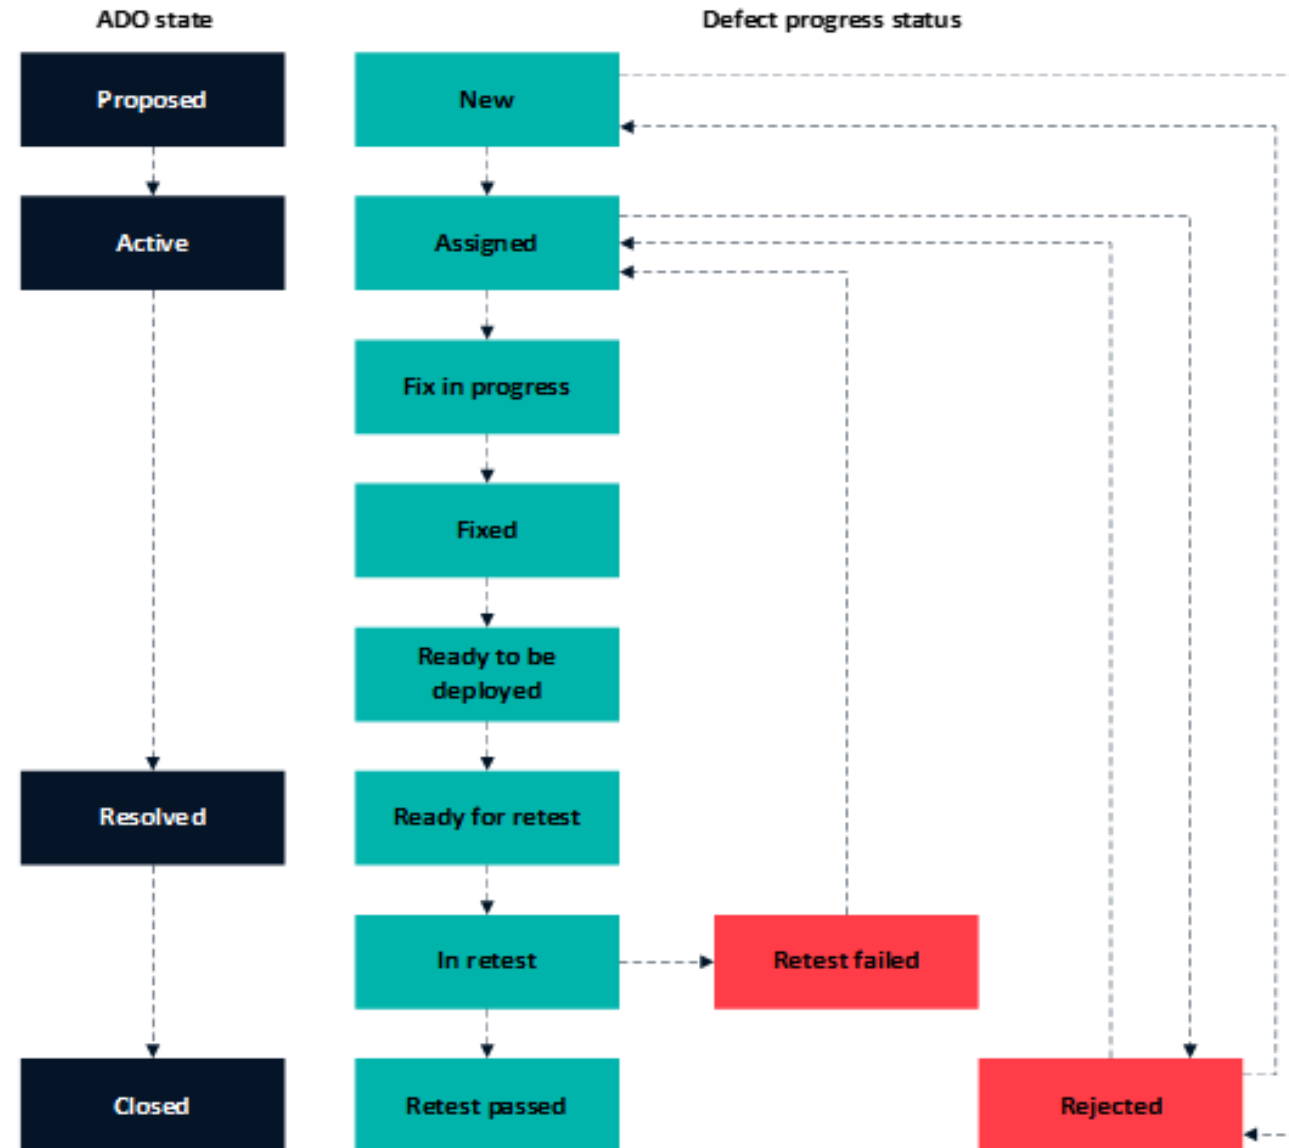 ADO state
Defect progress status
Proposed
New
Active
Assigned
Fix in progress
Fixed
Ready to be
deployed
Resolved
Ready for retest
In retest
Retest failed
Closed
Retest passed
Rejected